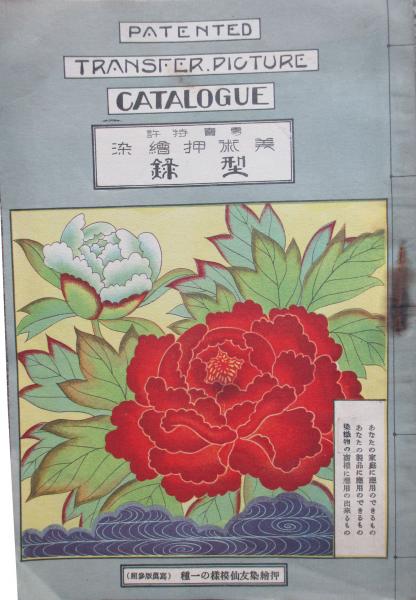 PATENTED
TRANSFER.PICTURE
CATALOGUE
專賣特許
美術押繪染
型錄
あなたの家庭に應用のできるもの
あなたの製品に應用のできるもの
染織物の に應用の出來るもの
押繪染友仙模樣の一種 (寫眞版參照)